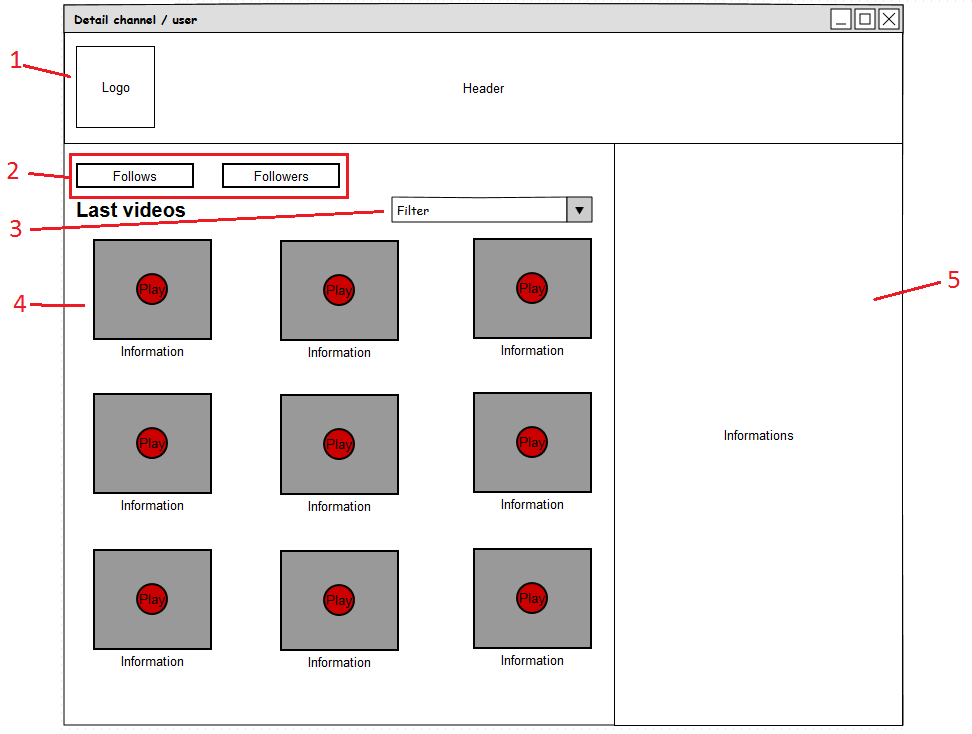 Detail channel / user
1
Logo
Header
2
Follows
Followers
Last videos
Filter
3
4
5
Play
Play
Play
Information
Information
Information
Informations
Play
Play
Play
Information
Information
Information
Play
Play
Play
Information
Information
Information